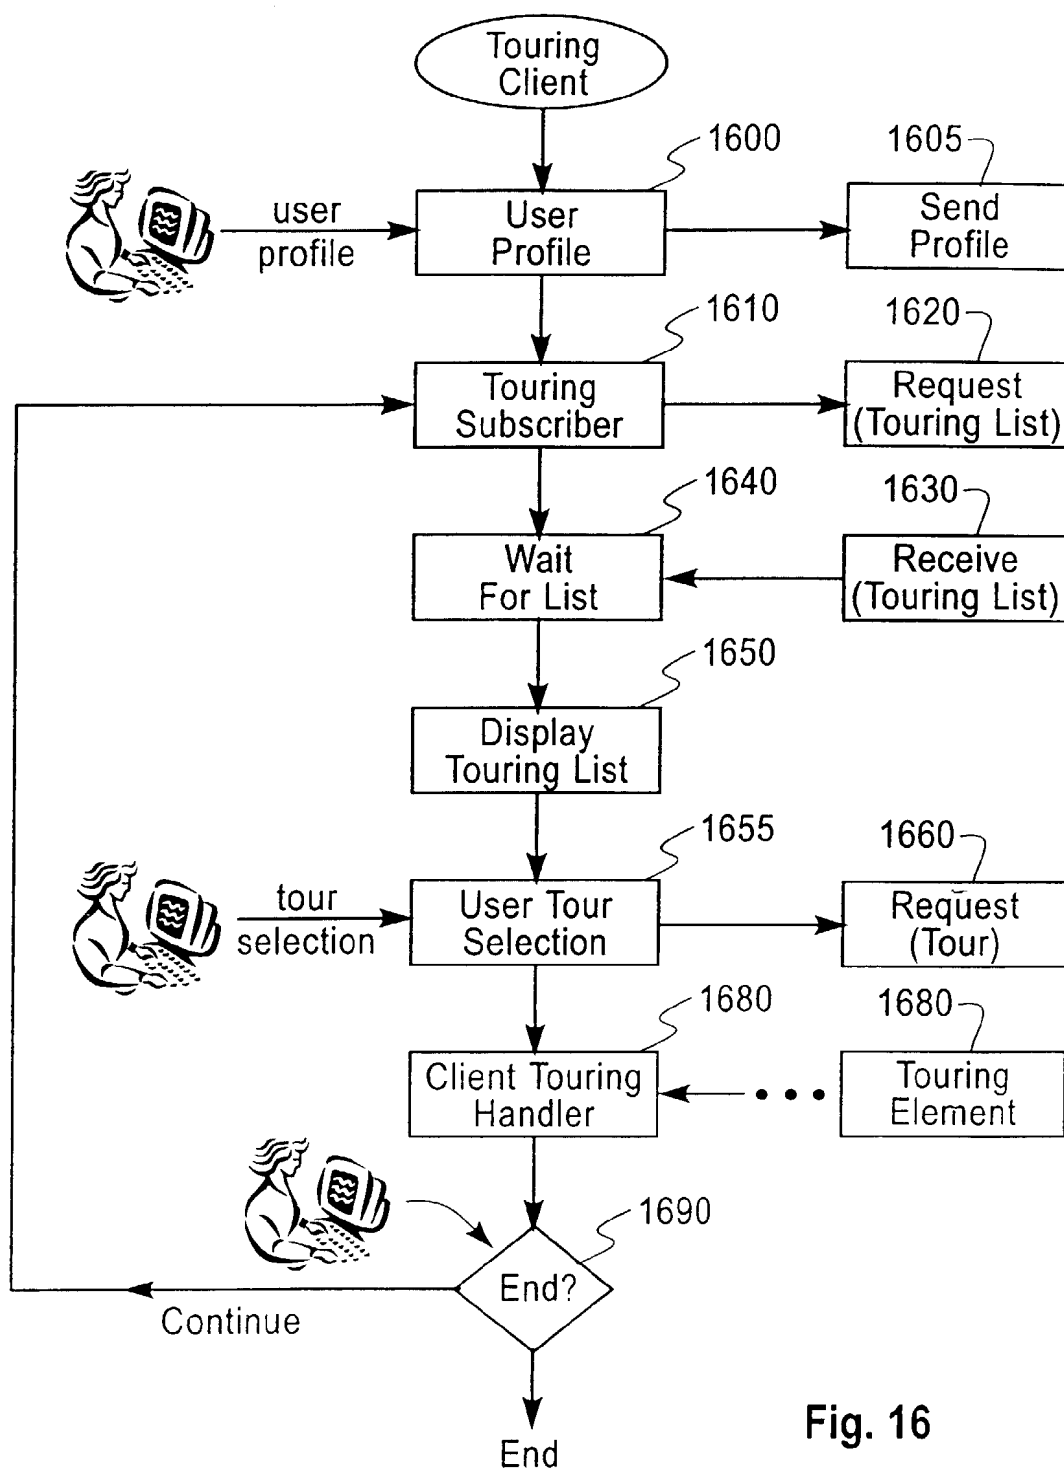 Touring
Client
1600
1605
user
profile
User
Profile
Send
Profile
1610
1620
Touring
Subscriber
Request
(Touring List)
1640
1630
Wait
For List
Receive
(Touring List)
1650
Display
Touring List
1655
1660
tour
selection
User Tour
Selection
Request
(Tour)
1680
1680
Client Touring
Handler
Touring
Element
1690
End?
Continue
End
Fig. 16